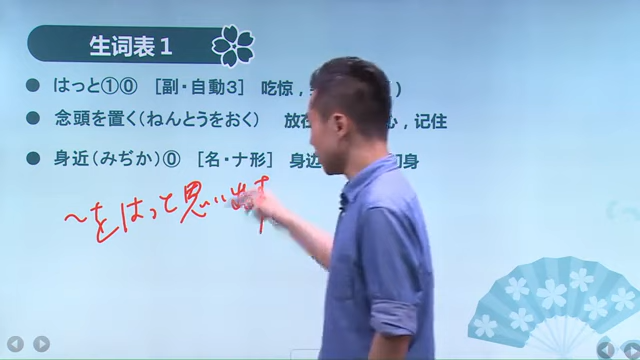 生词表1
● はっと①⓪ [副・自動3] 吃惊, )
● 念頭を置く(ねんとうをおく) 放在 心,记住
● 身近(みぢか)⓪ [名・ナ形] 身边 身
～をはっと思い出す